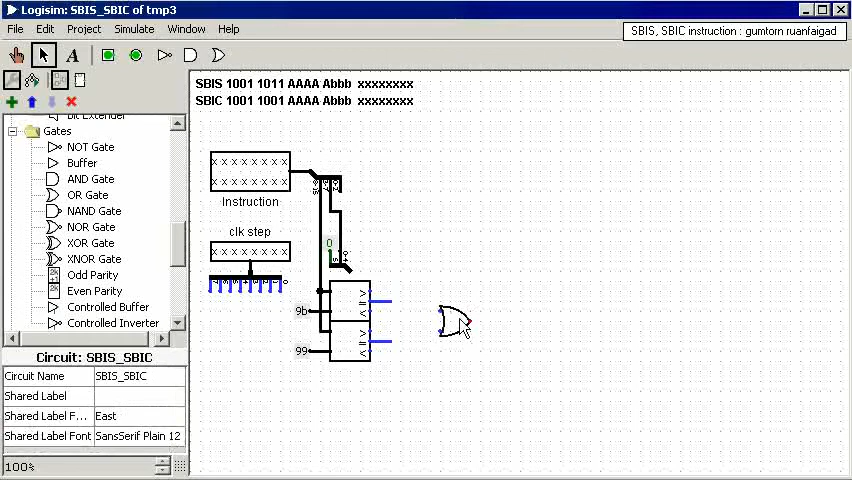 Logisim: SBIS_SBIC of tmp3
File Edit Project Simulate Window Help
SBIS, SBIC instruction : gumtorn ruanfaigad
A
SBIS 1001 1011 AAAA Abbb xxxxxxxx
SBIC 1001 1001 AAAA Abbb xxxxxxxx
Bit Extender
Gates
NOT Gate
Buffer
AND Gate
OR Gate
NAND Gate
NOR Gate
XOR Gate
XNOR Gate
Odd Parity
Even Parity
Controlled Buffer
Controlled Inverter
x x x x x x x x
x x x x x x x x
Instruction
clk step
x x x x x x x x
0
>
=
<
9b
>
=
<
99
Circuit: SBIS_SBIC
Circuit Name SBIS_SBIC
Shared Label
Shared Label F... East
Shared Label Font SansSerif Plain 12
100%